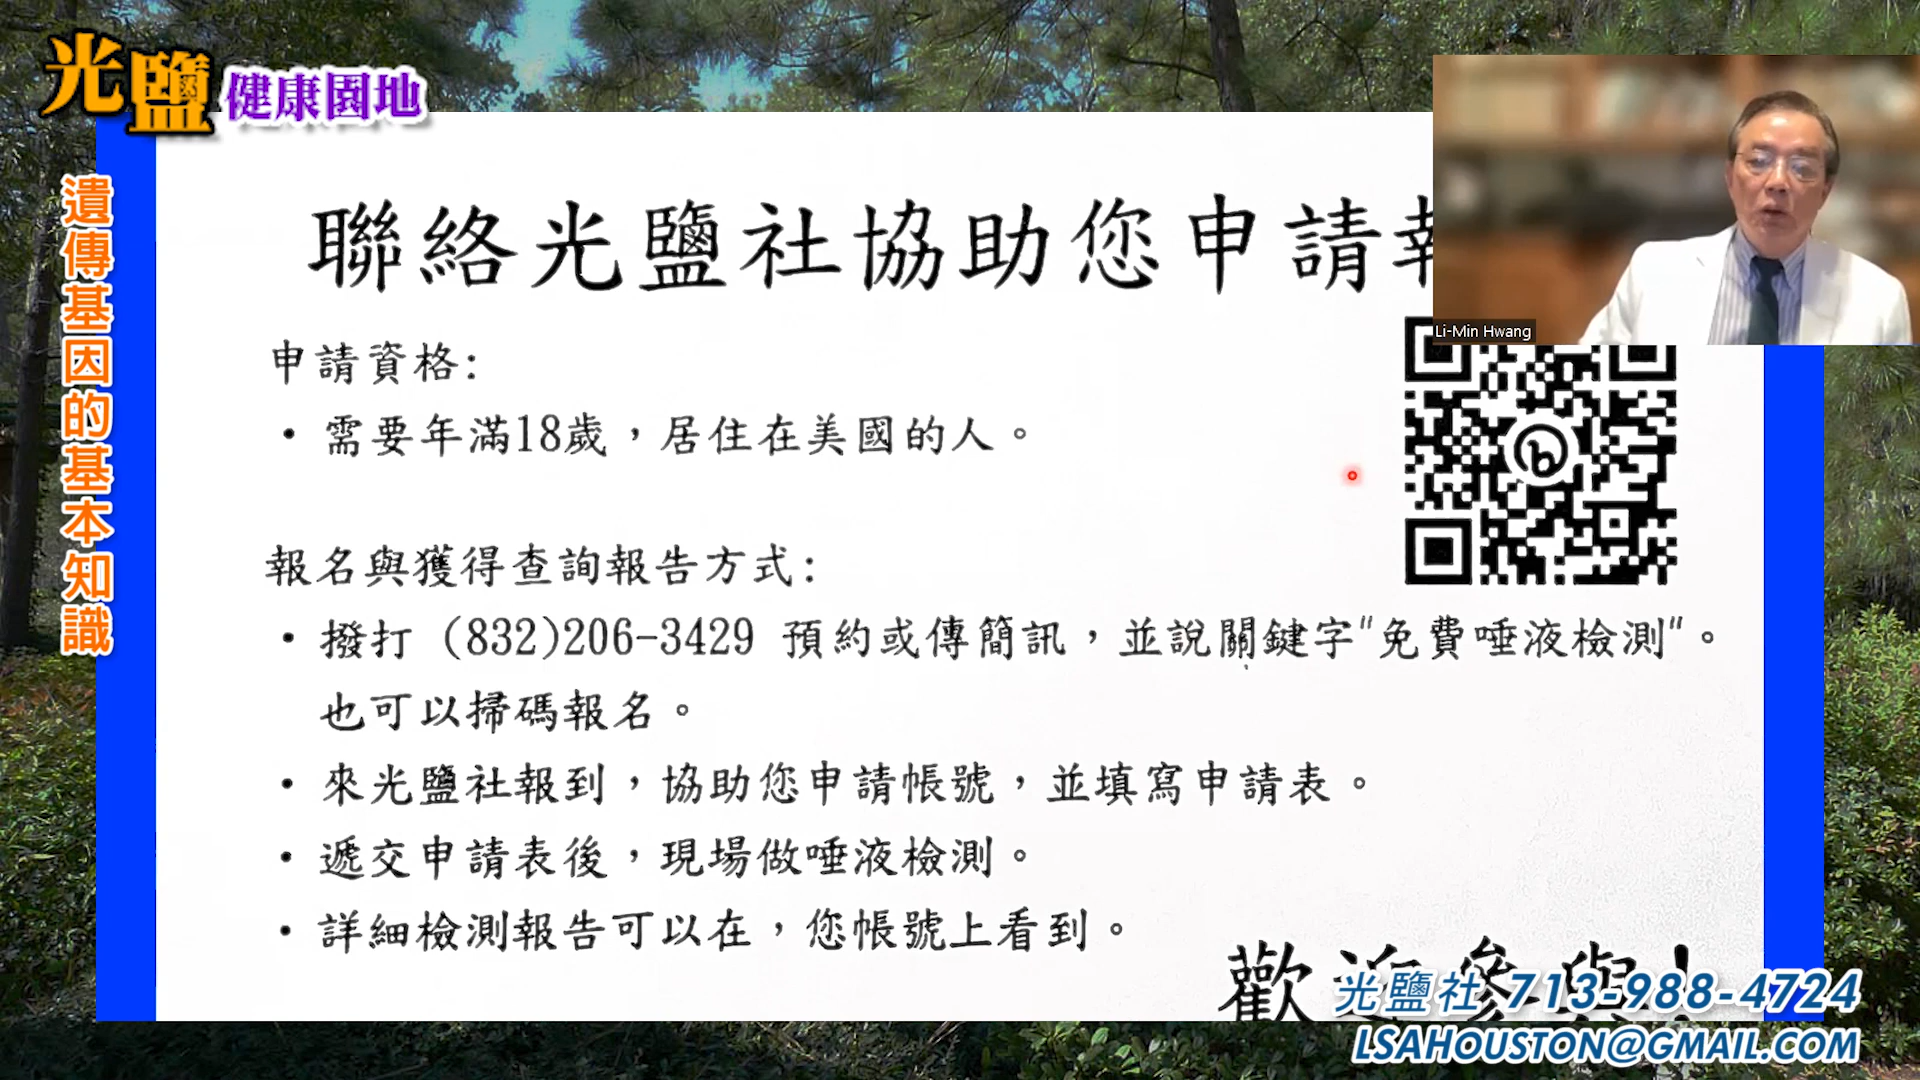 光鹽健康園地
遺傳基因的基本知識
聯絡光鹽社協助您申請
Li-Min Hwang
申請資格:
• 需要年滿18歲，居住在美國的人。
報名與獲得查詢報告方式:
• 撥打 (832)206-3429 預約或傳簡訊，並說關鍵字"免費唾液檢測"。
也可以掃碼報名。
• 來光鹽社報到，協助您申請帳號，並填寫申請表。
• 遞交申請表後，現場做唾液檢測。
• 詳細檢測報告可以在，您帳號上看到。
歡迎參與!
光鹽社 713-988-4724
LSAHOUSTON@GMAIL.COM